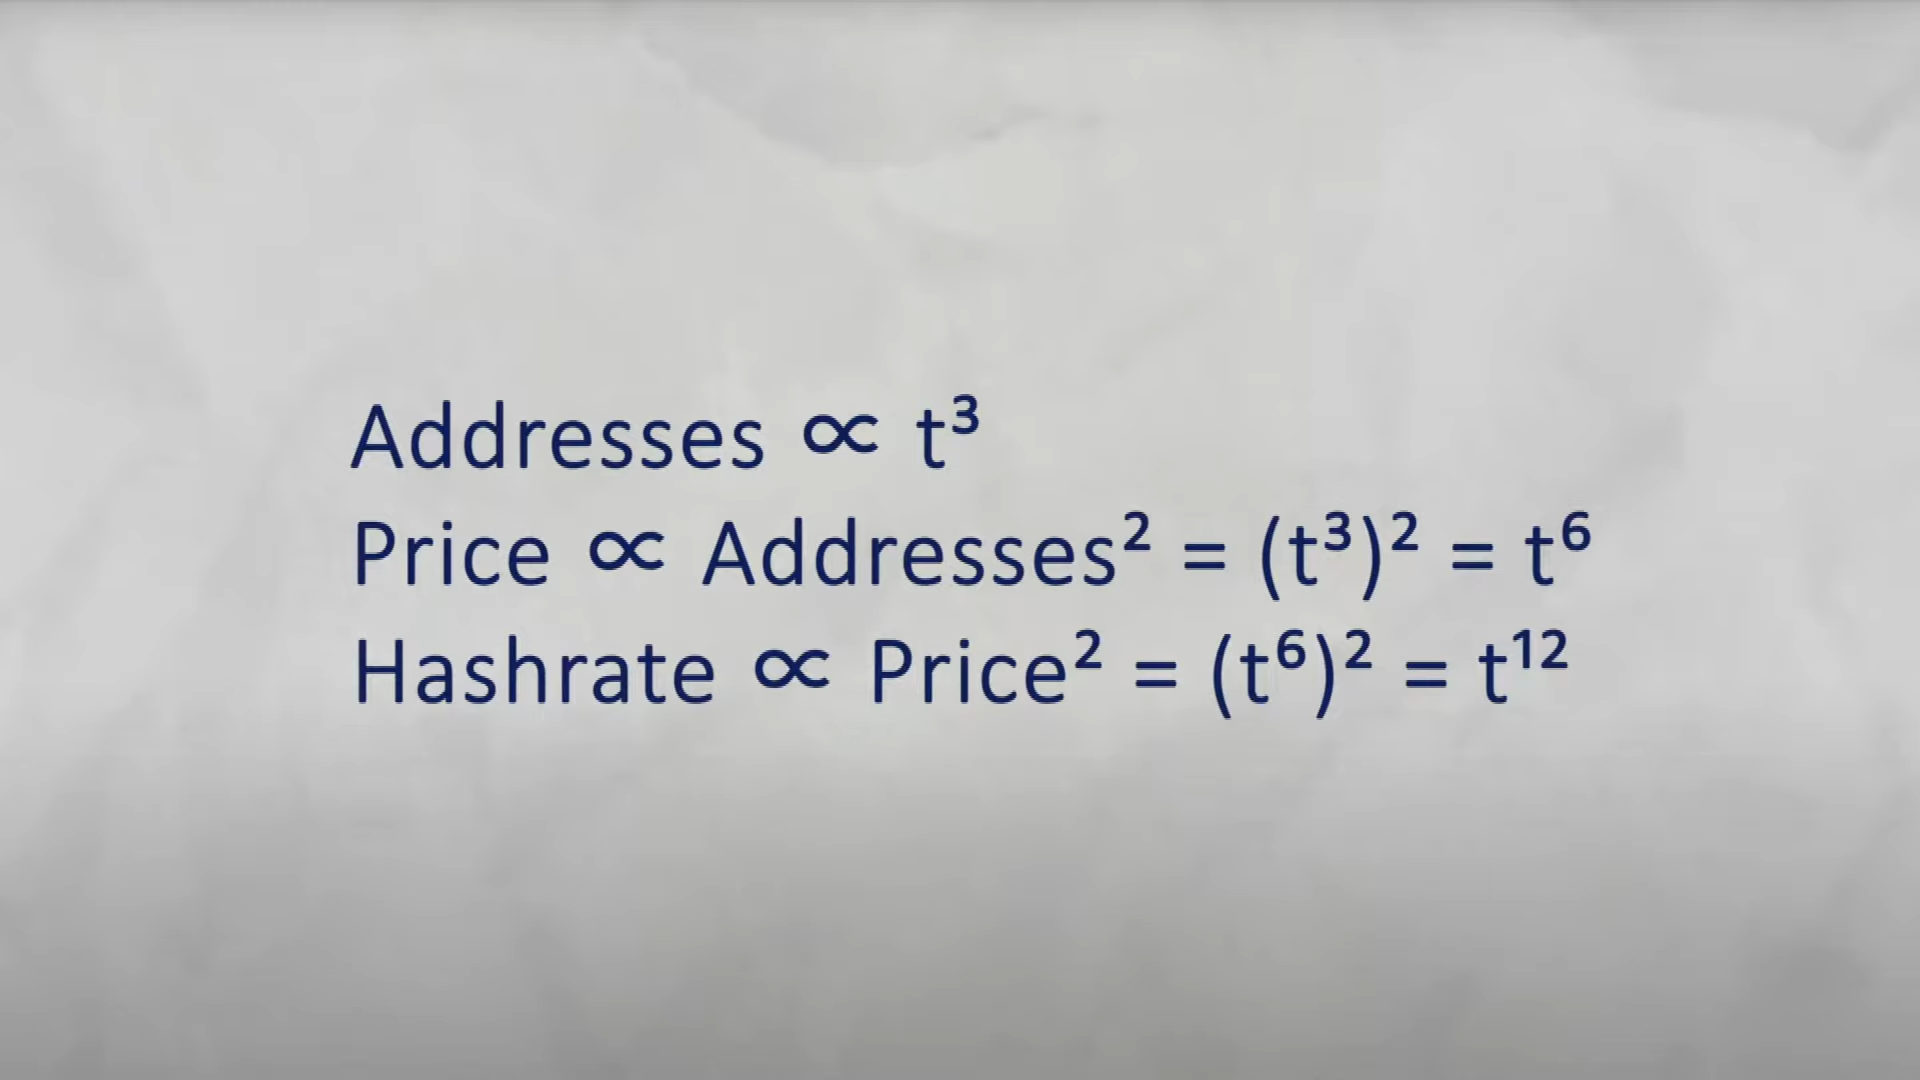 Addresses ∝ t³
Price ∝ Addresses² = (t³)² = t⁶
Hashrate ∝ Price² = (t⁶)² = t¹²